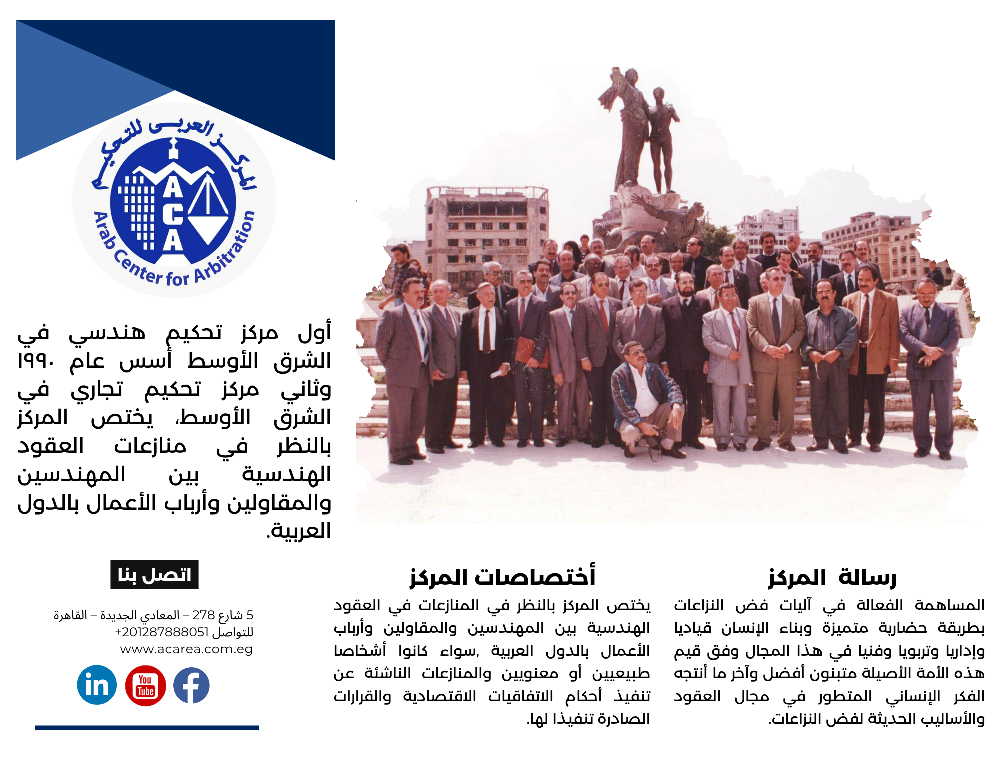 المركز العربى للتحكيم
ACA
Arab Center for Arbitration
أول مركز تحكيم هندسي في
الشرق الأوسط أسس عام ١٩٩٠
وثاني مركز تحكيم تجاري في
الشرق الأوسط، يختص المركز
بالنظر في منازعات العقود
الهندسية بين المهندسين
والمقاولين وأرباب الأعمال بالدول
العربية.
اتصل بنا
5 شارع 278 – المعادي الجديدة – القاهرة
للتواصل 201287888051+
www.acarea.com.eg
in
You
Tube
f
رسالة المركز
المساهمة الفعالة في آليات فض النزاعات
بطريقة حضارية متميزة وبناء الإنسان قياديا
وإداريا وتربويا وفنيا في هذا المجال وفق قيم
هذه الأمة الأصيلة متبنون أفضل وآخر ما أنتجه
الفكر الإنساني المتطور في مجال العقود
والأساليب الحديثة لفض النزاعات.
أختصاصات المركز
يختص المركز بالنظر في المنازعات في العقود
الهندسية بين المهندسين والمقاولين وأرباب
الأعمال بالدول العربية ,سواء كانوا أشخاصا
طبيعيين أو معنويين والمنازعات الناشئة عن
تنفيذ أحكام الاتفاقيات الاقتصادية والقرارات
الصادرة تنفيذا لها.